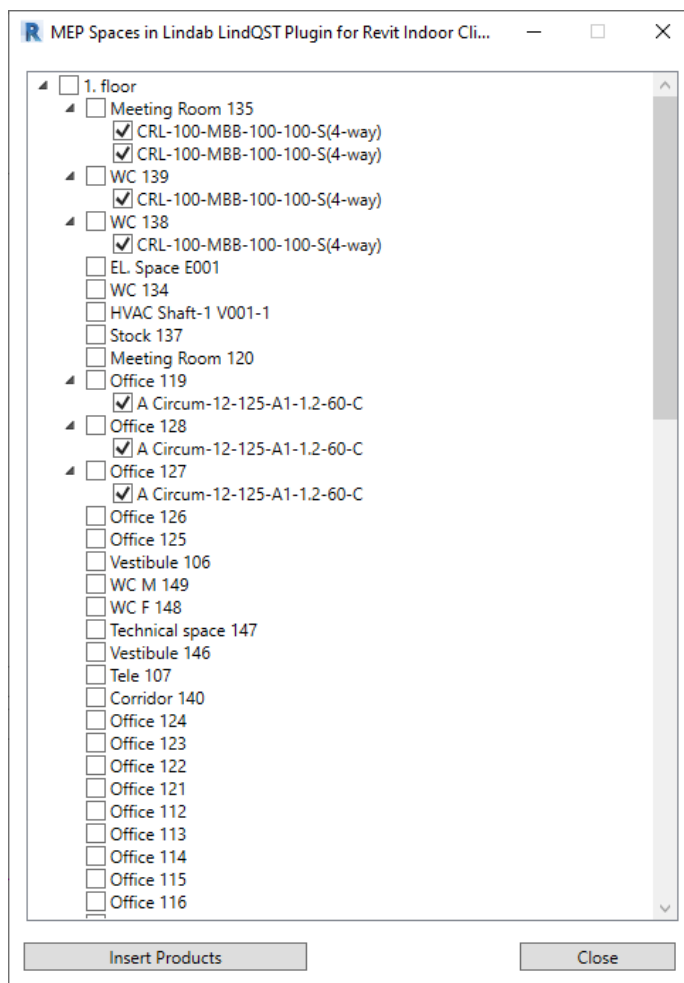 MEP Spaces in Lindab LindQST Plugin for Revit Indoor Cli...
1. floor
Meeting Room 135
CRL-100-MBB-100-100-S(4-way)
CRL-100-MBB-100-100-S(4-way)
WC 139
CRL-100-MBB-100-100-S(4-way)
WC 138
CRL-100-MBB-100-100-S(4-way)
EL. Space E001
WC 134
HVAC Shaft-1 V001-1
Stock 137
Meeting Room 120
Office 119
A Circum-12-125-A1-1.2-60-C
Office 128
A Circum-12-125-A1-1.2-60-C
Office 127
A Circum-12-125-A1-1.2-60-C
Office 126
Office 125
Vestibule 106
WC M 149
WC F 148
Technical space 147
Vestibule 146
Tele 107
Corridor 140
Office 124
Office 123
Office 122
Office 121
Office 112
Office 113
Office 114
Office 115
Office 116
Insert Products
Close